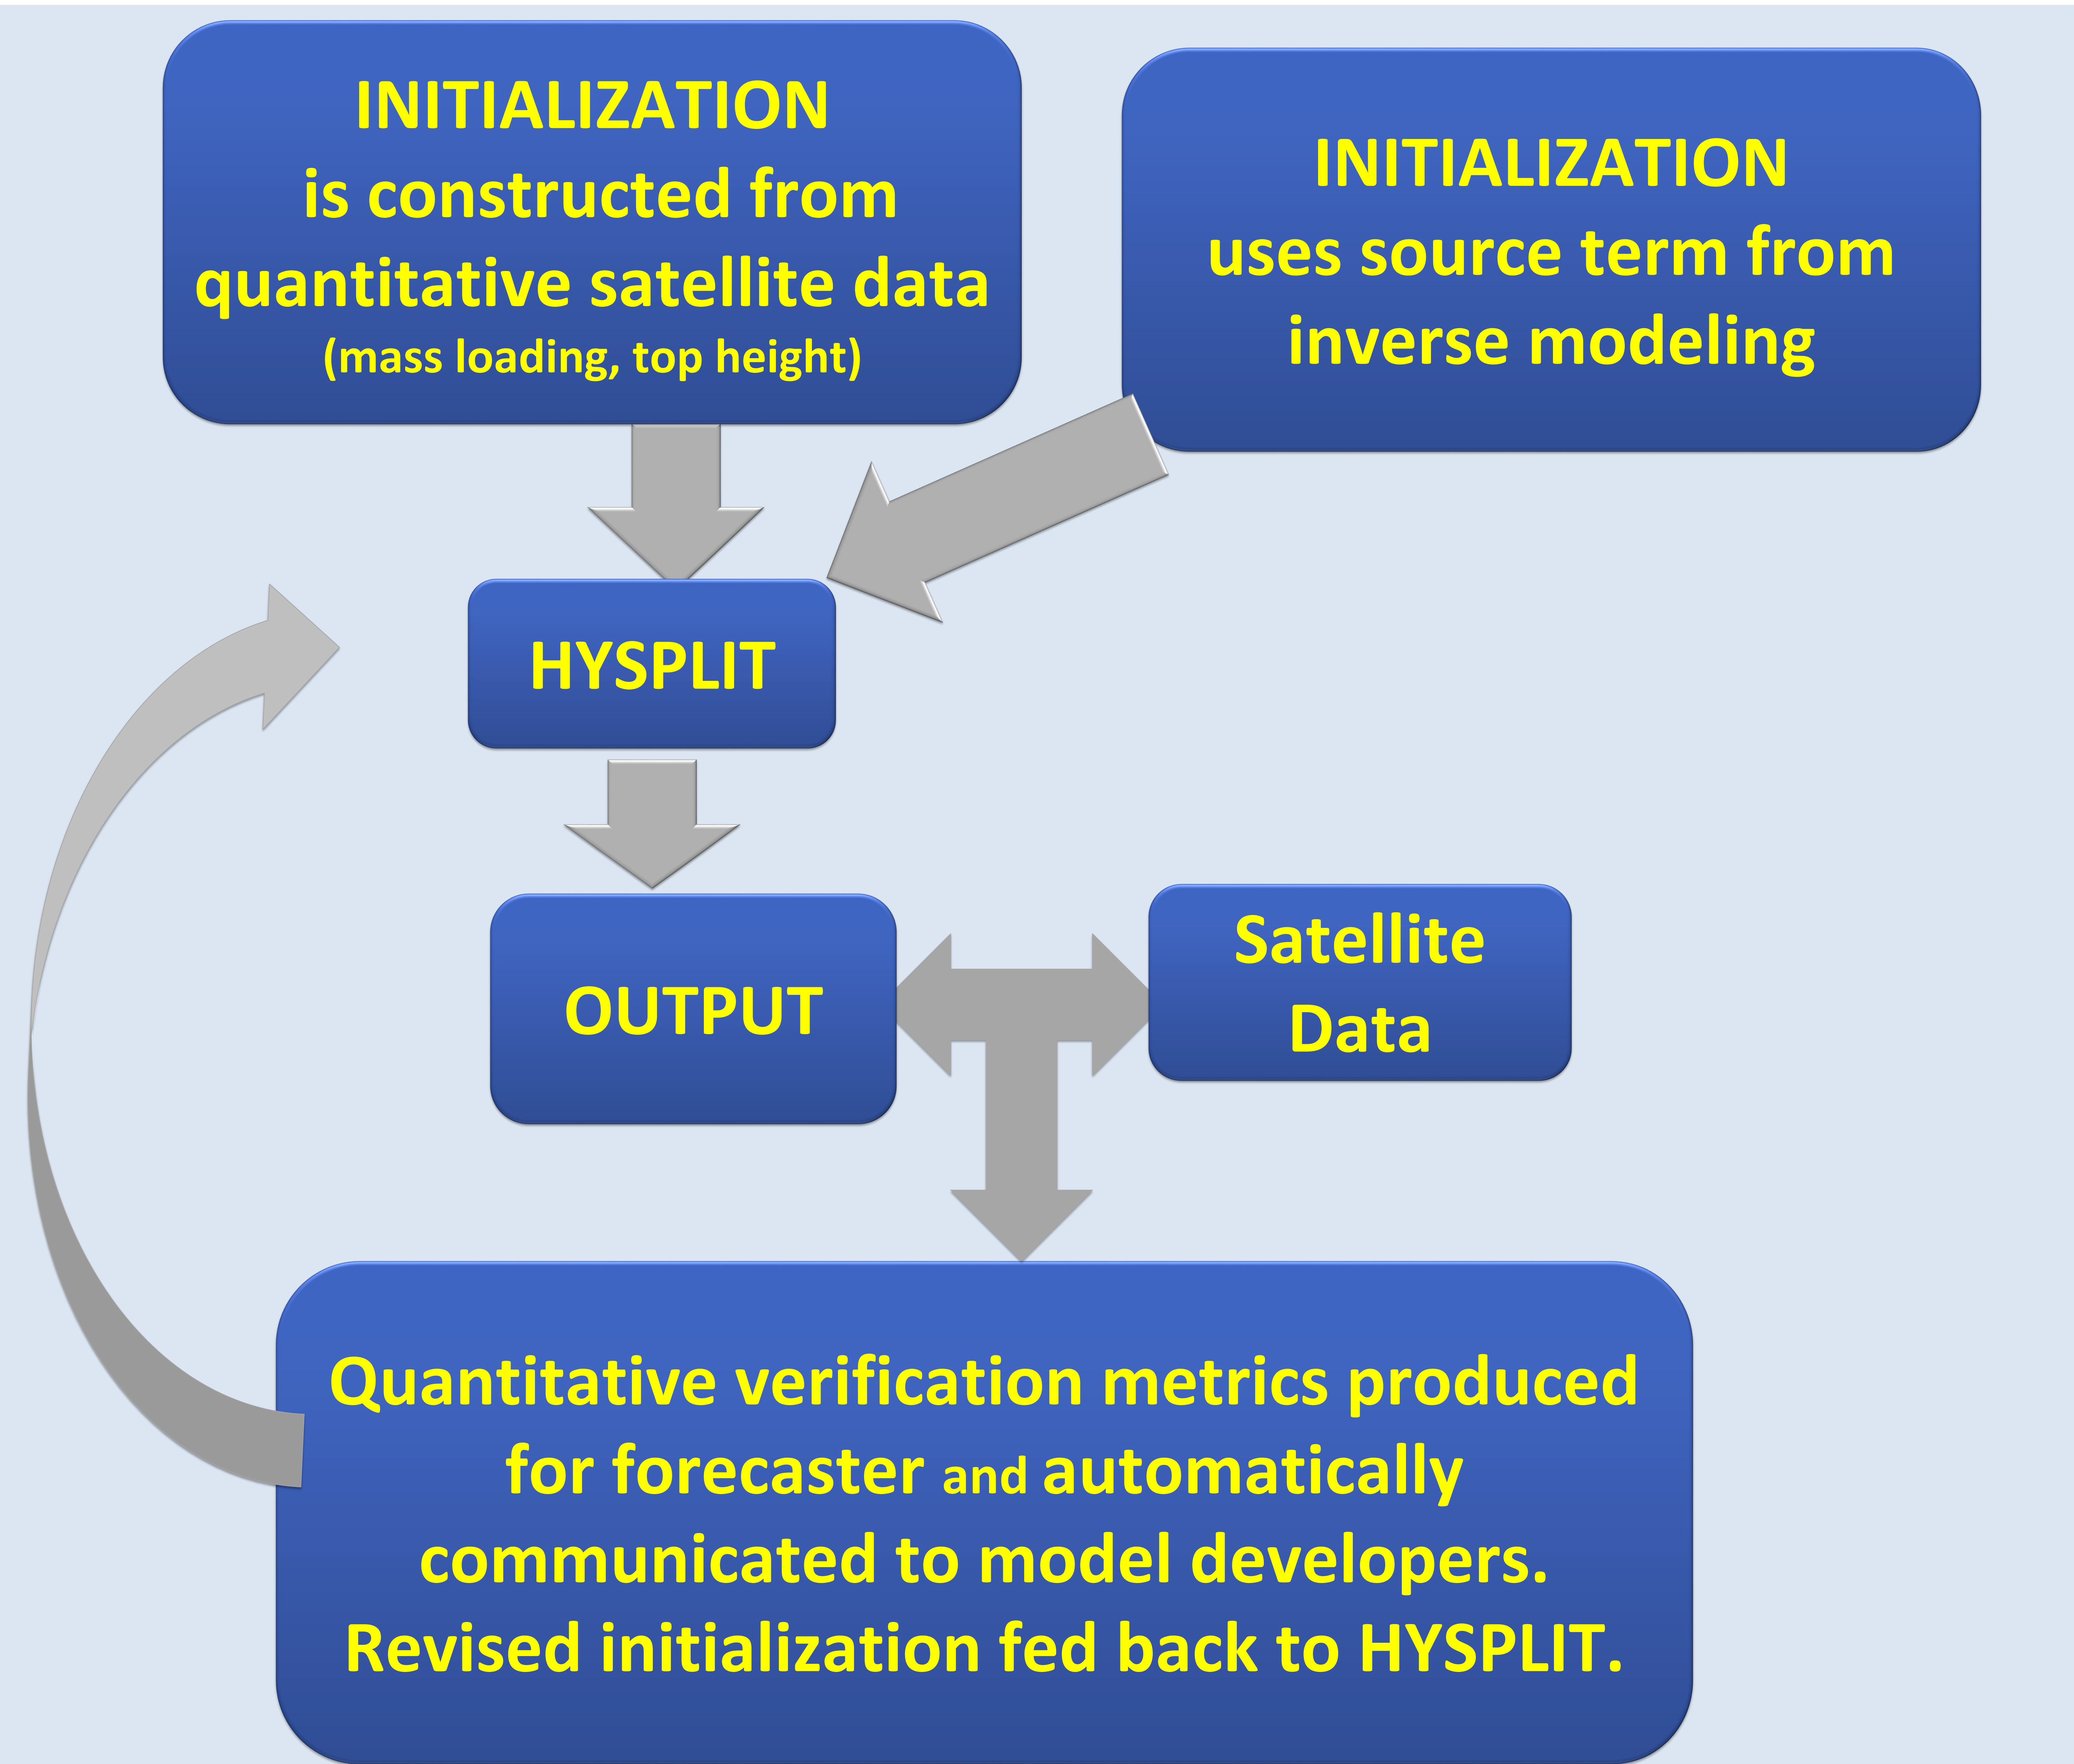 INITIALIZATION
is constructed from
quantitative satellite data
(mass loading, top height)
INITIALIZATION
uses source term from
inverse modeling
HYSPLIT
OUTPUT
Satellite
Data
Quantitative verification metrics produced
for forecaster and automatically
communicated to model developers.
Revised initialization fed back to HYSPLIT.